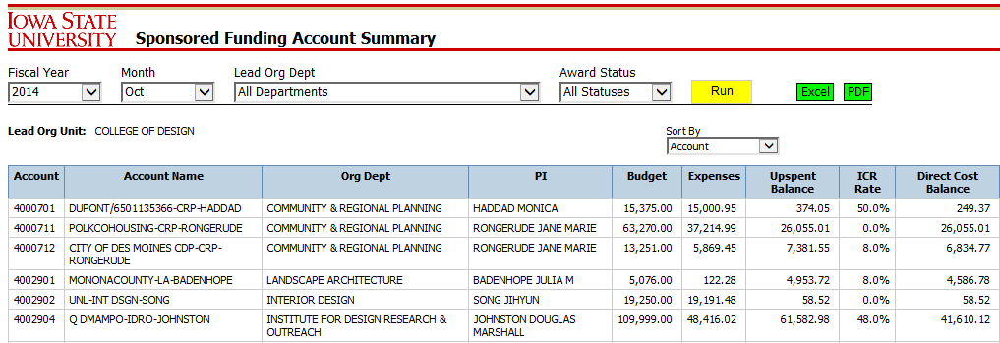 IOWA STATE
UNIVERSITY Sponsored Funding Account Summary
Fiscal Year Month Lead Org Dept Award Status
2014 Oct All Departments All Statuses Run Excel PDF
Lead Org Unit: COLLEGE OF DESIGN Sort By
Account
Account Account Name Org Dept PI Budget Expenses Upspent Balance ICR Rate Direct Cost Balance
4000701 DUPONT/6501135366-CRP-HADDAD COMMUNITY & REGIONAL PLANNING HADDAD MONICA 15,375.00 15,000.95 374.05 50.0% 249.37
4000711 POLKCOHOUSING-CRP-RONGERUDE COMMUNITY & REGIONAL PLANNING RONGERUDE JANE MARIE 63,270.00 37,214.99 26,055.01 0.0% 26,055.01
4000712 CITY OF DES MOINES CDP-CRP- COMMUNITY & REGIONAL PLANNING RONGERUDE JANE MARIE 13,251.00 5,869.45 7,381.55 8.0% 6,834.77
RONGERUDE
4002901 MONONACOUNTY-LA-BADENHOPE LANDSCAPE ARCHITECTURE BADENHOPE JULIA M 5,076.00 122.28 4,953.72 8.0% 4,586.78
4002902 UNL-INT DSGN-SONG INTERIOR DESIGN SONG JIHYUN 19,250.00 19,191.48 58.52 0.0% 58.52
4002904 Q DMAMPO-IDRO-JOHNSTON INSTITUTE FOR DESIGN RESEARCH & JOHNSTON DOUGLAS 109,999.00 48,416.02 61,582.98 48.0% 41,610.12
OUTREACH MARSHALL